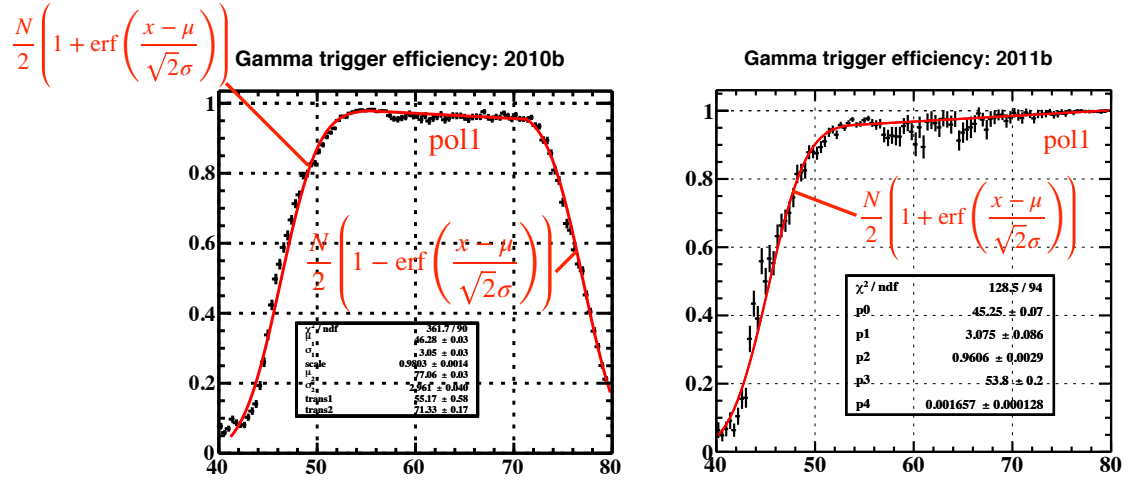 N/2 (1 + erf((x − μ)/(√2σ)))
Gamma trigger efficiency: 2010b
1
0.8
0.6
0.4
0.2
0
40 50 60 70 80
pol1
N/2 (1 − erf((x − μ)/(√2σ)))
χ² / ndf 361.7 / 90
μ 46.28 ± 0.03
σ 3.05 ± 0.03
scale 0.9803 ± 0.0014
μ 77.06 ± 0.03
σ₂ 2.961 ± 0.040
trans1 55.17 ± 0.58
trans2 71.33 ± 0.17
Gamma trigger efficiency: 2011b
1
0.8
0.6
0.4
0.2
0
40 50 60 70 80
pol1
N/2 (1 + erf((x − μ)/(√2σ)))
χ² / ndf 128.5 / 94
p0 45.25 ± 0.07
p1 3.075 ± 0.086
p2 0.9606 ± 0.0029
p3 53.8 ± 0.2
p4 0.001657 ± 0.000128